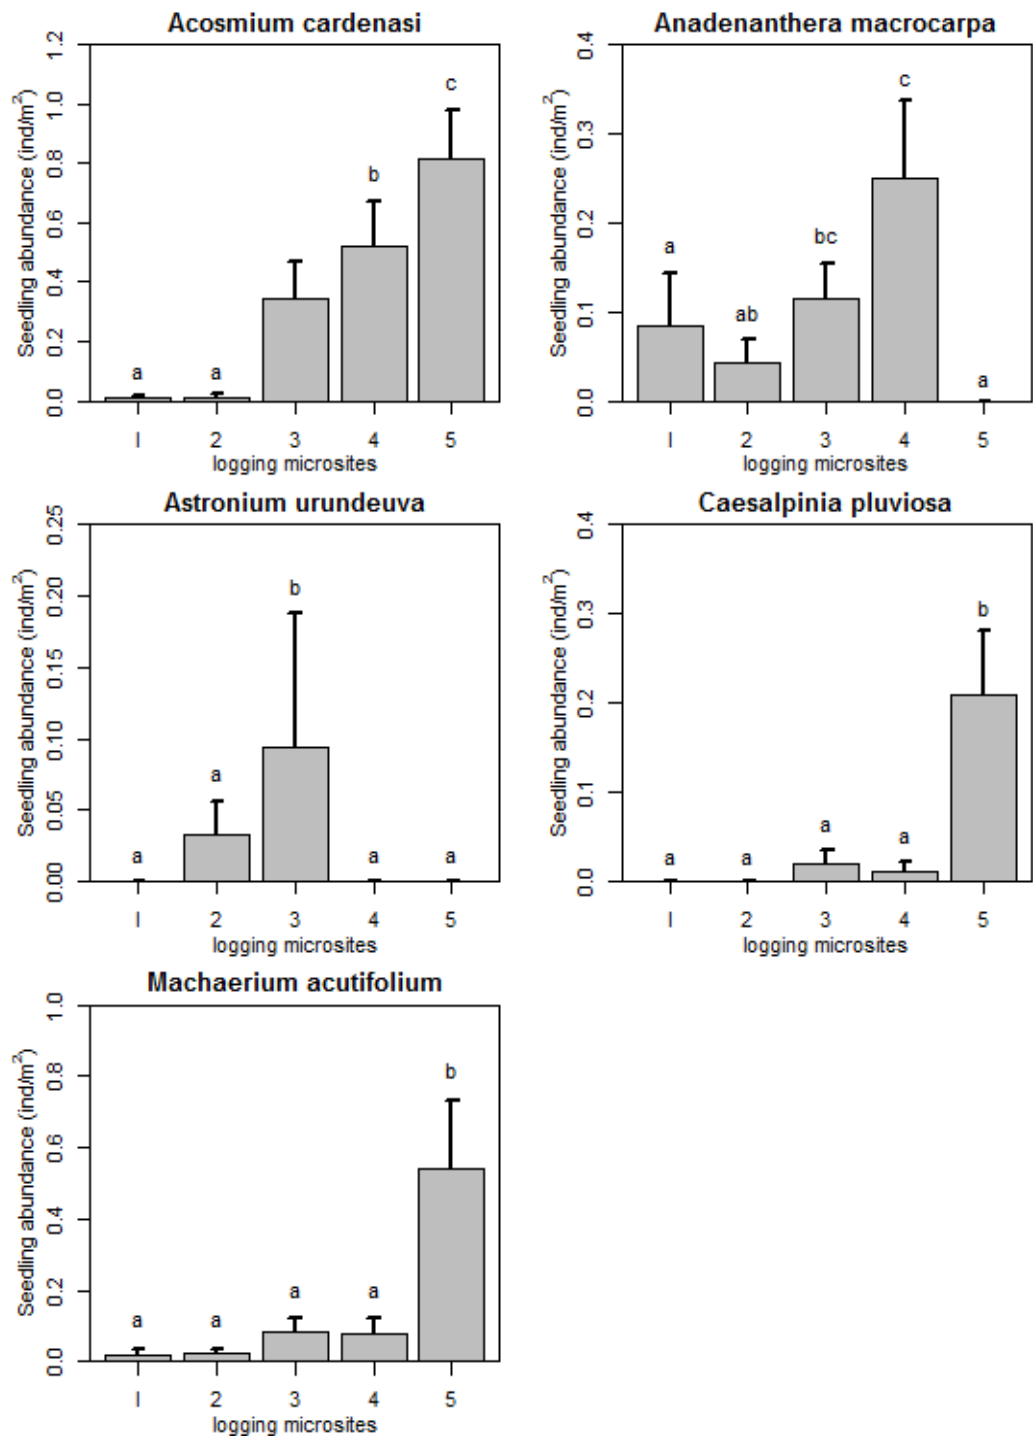 Acosmium cardenasi
Seedling abundance (ind/m²)
1.2
1.0
0.8
0.6
0.4
0.2
0.0
a
a
b
c
1 2 3 4 5
logging microsites
Anadenanthera macrocarpa
Seedling abundance (ind/m²)
0.4
0.3
0.2
0.1
0.0
a
ab
bc
c
a
1 2 3 4 5
logging microsites
Astronium urundeuva
Seedling abundance (ind/m²)
0.25
0.20
0.15
0.10
0.05
0.00
a
a
b
a
a
1 2 3 4 5
logging microsites
Caesalpinia pluviosa
Seedling abundance (ind/m²)
0.4
0.3
0.2
0.1
0.0
a
a
a
a
b
1 2 3 4 5
logging microsites
Machaerium acutifolium
Seedling abundance (ind/m²)
1.0
0.8
0.6
0.4
0.2
0.0
a
a
a
a
b
1 2 3 4 5
logging microsites